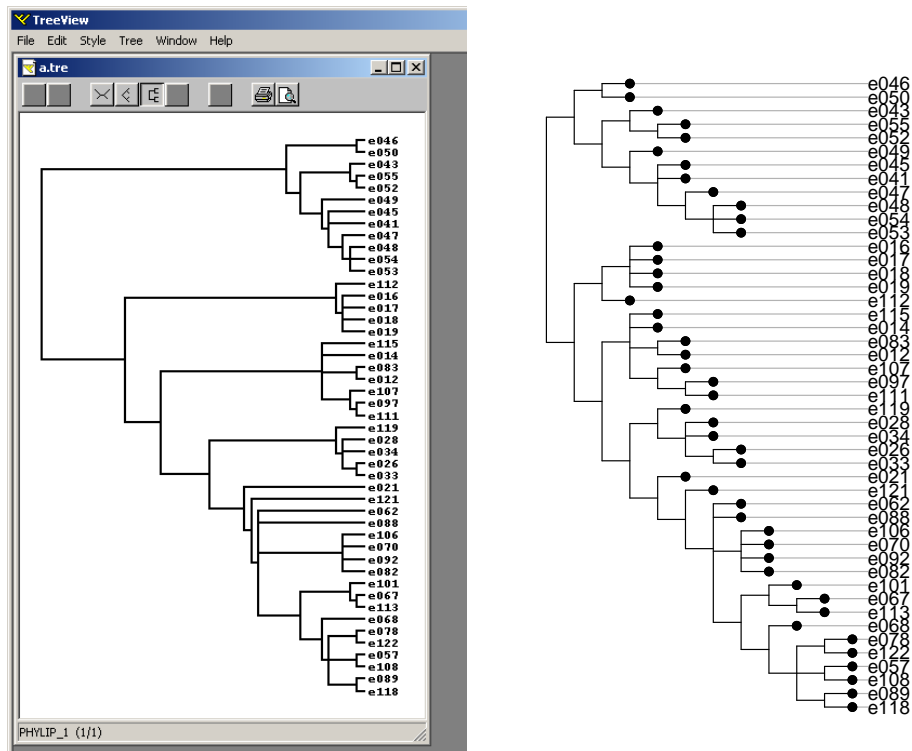 TreeView
File Edit Style Tree Window Help
a.tre
e046
e050
e043
e055
e052
e049
e045
e041
e047
e048
e054
e053
e112
e016
e017
e018
e019
e115
e014
e083
e012
e107
e097
e111
e119
e028
e034
e026
e033
e021
e121
e062
e088
e106
e070
e092
e082
e101
e067
e113
e068
e078
e122
e057
e108
e089
e118
PHYLIP_1 (1/1)
e046
e050
e043
e055
e052
e049
e045
e041
e047
e048
e054
e053
e016
e017
e018
e019
e112
e115
e014
e083
e012
e107
e097
e111
e119
e028
e034
e026
e033
e021
e121
e062
e088
e106
e070
e092
e082
e101
e067
e113
e068
e078
e122
e057
e108
e089
e118